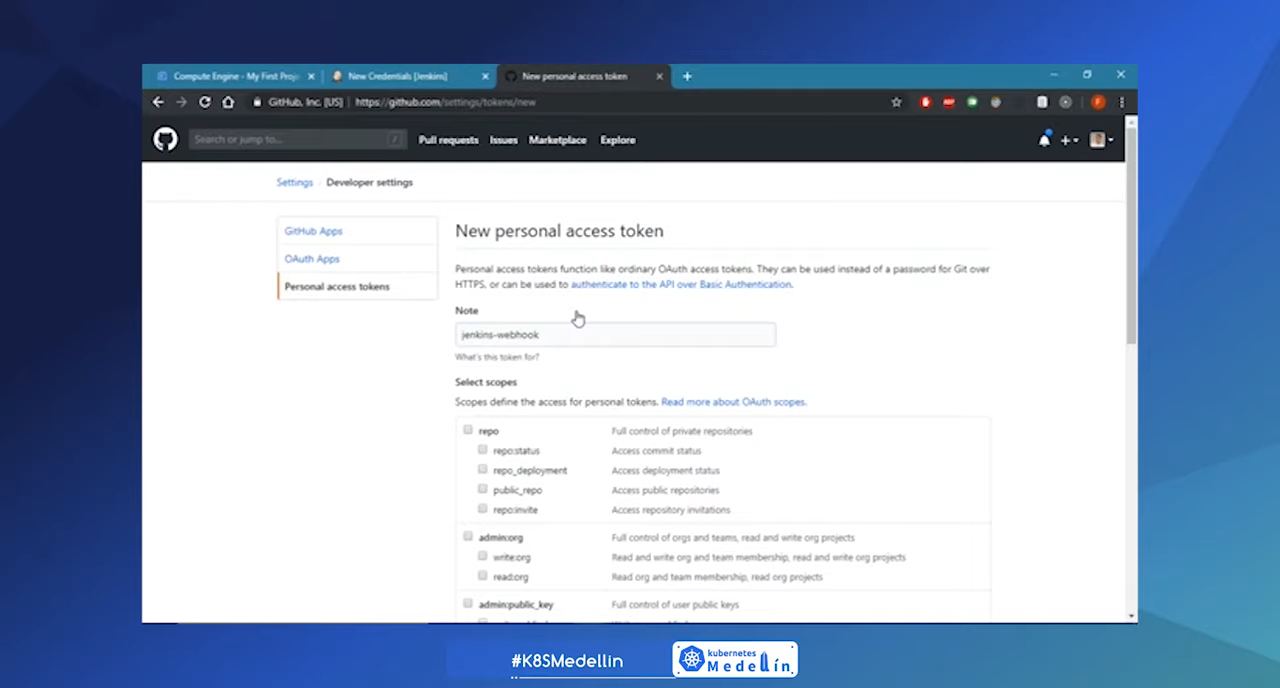 Compute Engine - My First Proje
New Credentials [Jenkins]
New personal access token
GitHub, Inc. [US]
https://github.com/settings/tokens/new
Search or jump to...
/
Pull requests
Issues
Marketplace
Explore
Settings / Developer settings
GitHub Apps
OAuth Apps
Personal access tokens
New personal access token
Personal access tokens function like ordinary OAuth access tokens. They can be used instead of a password for Git over
HTTPS, or can be used to authenticate to the API over Basic Authentication.
Note
jenkins-webhook
What's this token for?
Select scopes
Scopes define the access for personal tokens. Read more about OAuth scopes.
repo Full control of private repositories
repo:status Access commit status
repo_deployment Access deployment status
public_repo Access public repositories
repo:invite Access repository invitations
admin:org Full control of orgs and teams, read and write org projects
write:org Read and write org and team membership, read and write org projects
read:org Read org and team membership, read org projects
admin:public_key Full control of user public keys
#K8SMedellin
kubernetes
Medellín